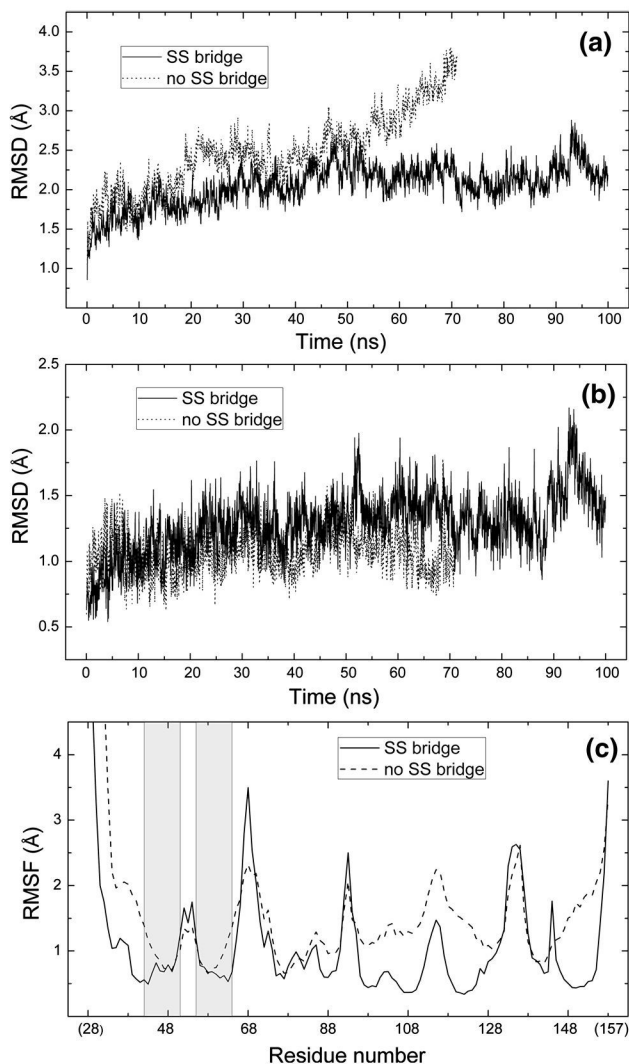 (a)
SS bridge
no SS bridge
RMSD (Å)
4.0
3.5
3.0
2.5
2.0
1.5
1.0
0 10 20 30 40 50 60 70 80 90 100
Time (ns)
(b)
SS bridge
no SS bridge
RMSD (Å)
2.5
2.0
1.5
1.0
0.5
0 10 20 30 40 50 60 70 80 90 100
Time (ns)
(c)
SS bridge
no SS bridge
RMSF (Å)
4
3
2
1
(28) 48 68 88 108 128 148 (157)
Residue number